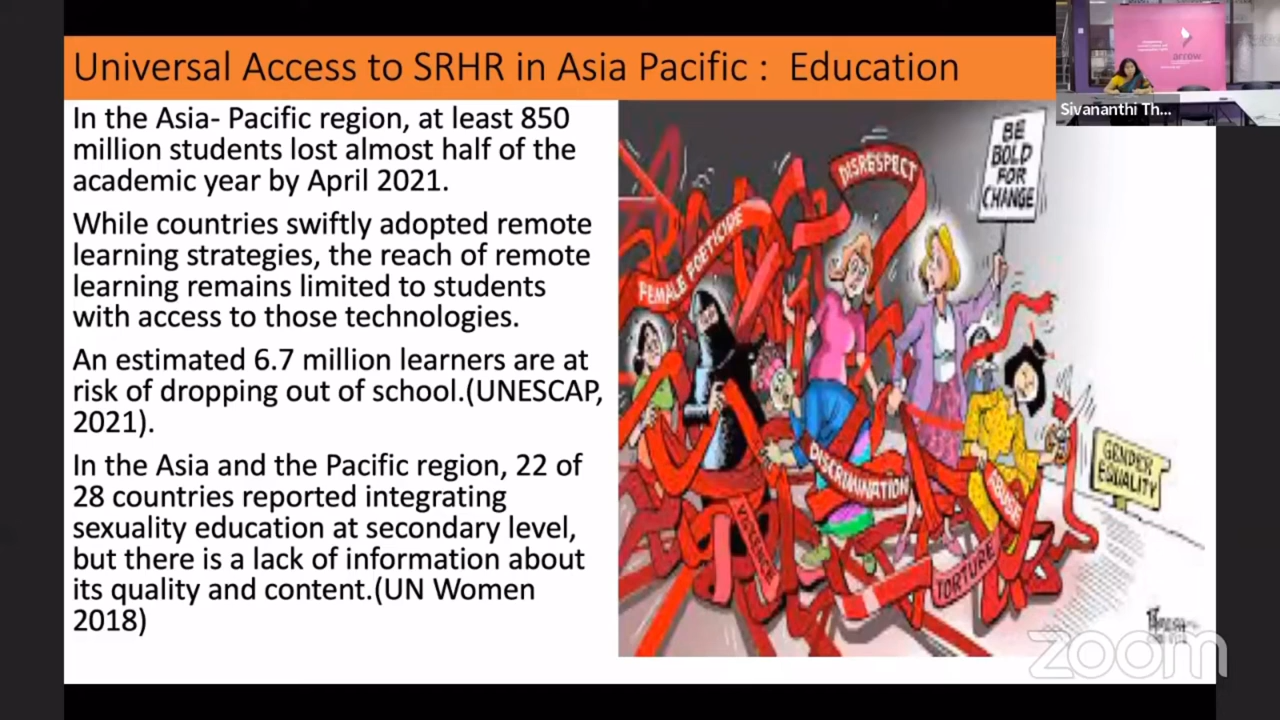 Universal Access to SRHR in Asia Pacific : Education
In the Asia- Pacific region, at least 850
million students lost almost half of the
academic year by April 2021.
While countries swiftly adopted remote
learning strategies, the reach of remote
learning remains limited to students
with access to those technologies.
An estimated 6.7 million learners are at
risk of dropping out of school.(UNESCAP,
2021).
In the Asia and the Pacific region, 22 of
28 countries reported integrating
sexuality education at secondary level,
but there is a lack of information about
its quality and content.(UN Women
2018)
BE
BOLD
FOR
CHANGE
DISRESPECT
FEMALE FOETICIDE
DISCRIMINATION
VIOLENCE
TORTURE
ABUSE
GENDER
EQUALITY
arrow
Sivananthi Th...
zoom